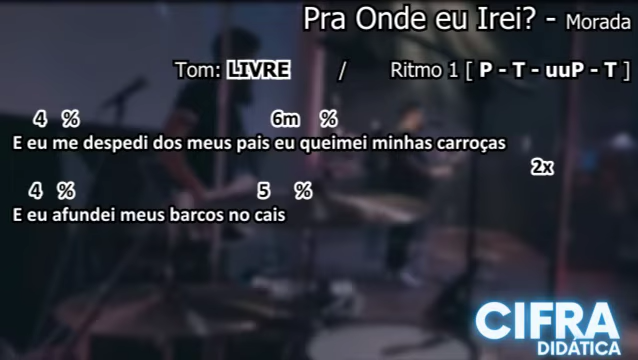 Pra Onde eu Irei? - Morada
Tom: LIVRE / Ritmo 1 [ P - T - uuP - T ]
4 % 6m %
E eu me despedi dos meus pais eu queimei minhas carroças
2x
4 % 5 %
E eu afundei meus barcos no cais
CIFRA
DIDÁTICA